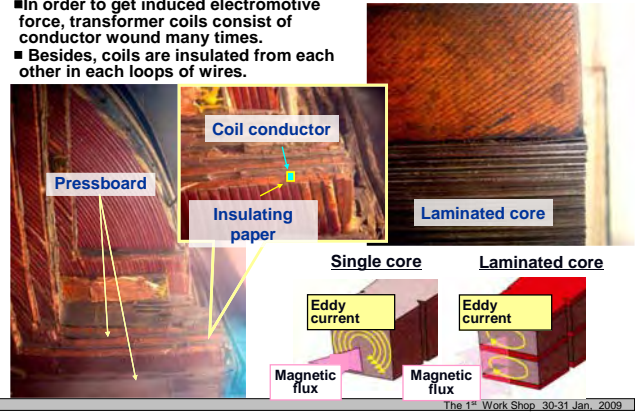 ■In order to get induced electromotive
force, transformer coils consist of
conductor wound many times.
■ Besides, coils are insulated from each
other in each loops of wires.
Coil conductor
Pressboard
Insulating
paper
Laminated core
Single core
Laminated core
Eddy
current
Eddy
current
Magnetic
flux
Magnetic
flux
The 1st Work Shop 30-31 Jan, 2009